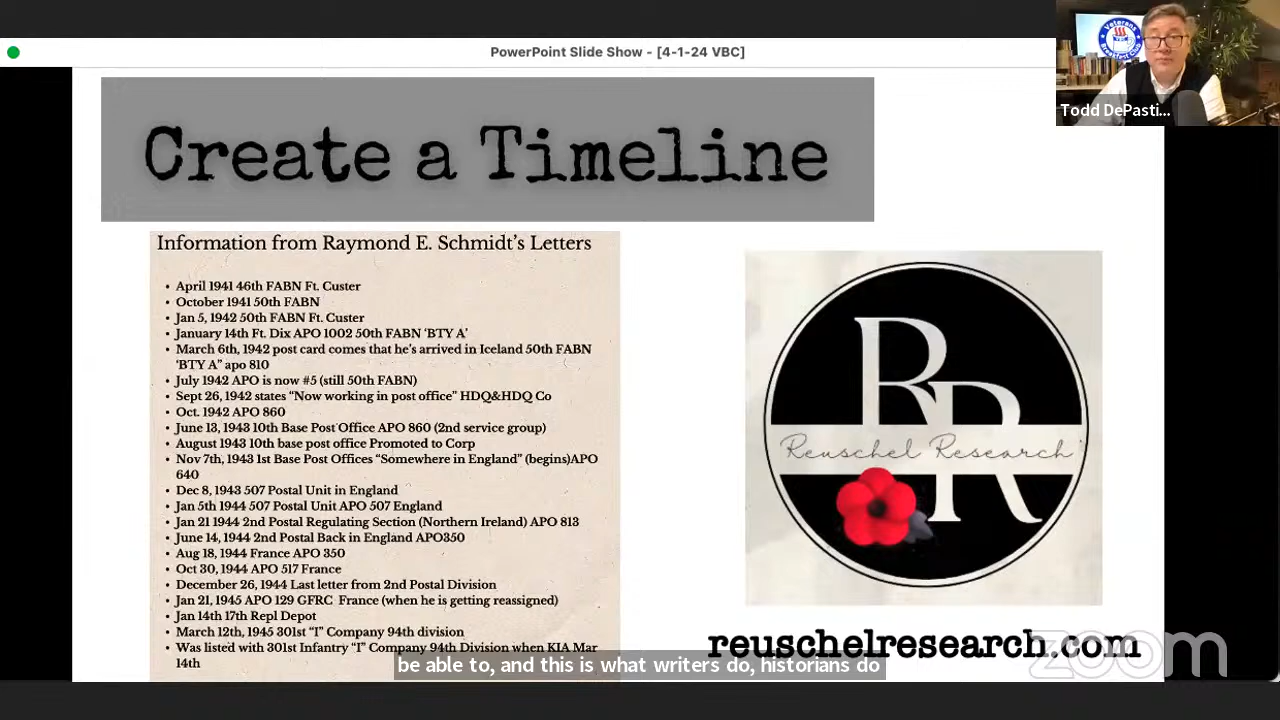 PowerPoint Slide Show - [4-1-24 VBC]
Veterans
VBC
Breakfast Club
Todd DePasti...
Create a Timeline
Information from Raymond E. Schmidt's Letters
• April 1941 46th FABN Ft. Custer
• October 1941 50th FABN
• Jan 5, 1942 50th FABN Ft. Custer
• January 14th Ft. Dix APO 1002 50th FABN 'BTY A'
• March 6th, 1942 post card comes that he's arrived in Iceland 50th FABN
'BTY A" apo 810
• July 1942 APO is now #5 (still 50th FABN)
• Sept 26, 1942 states "Now working in post office" HDQ&HDQ Co
• Oct. 1942 APO 860
• June 13, 1943 10th Base Post Office APO 860 (2nd service group)
• August 1943 10th base post office Promoted to Corp
• Nov 7th, 1943 1st Base Post Offices "Somewhere in England" (begins)APO
640
• Dec 8, 1943 507 Postal Unit in England
• Jan 5th 1944 507 Postal Unit APO 507 England
• Jan 21 1944 2nd Postal Regulating Section (Northern Ireland) APO 813
• June 14, 1944 2nd Postal Back in England APO350
• Aug 18, 1944 France APO 350
• Oct 30, 1944 APO 517 France
• December 26, 1944 Last letter from 2nd Postal Division
• Jan 21, 1945 APO 129 GFRC France (when he is getting reassigned)
• Jan 14th 17th Repl Depot
• March 12th, 1945 301st "I" Company 94th division
• Was listed with 301st Infantry "I" Company 94th Division when KIA Mar
14th
RR
Reuschel Research
reuschelresearch.com
zoom
be able to, and this is what writers do, historians do